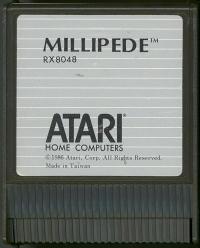 MILLIPEDE™
RX8048
ATARI®
HOME COMPUTERS
©1986 Atari, Corp. All Rights Reserved.
Made in Taiwan